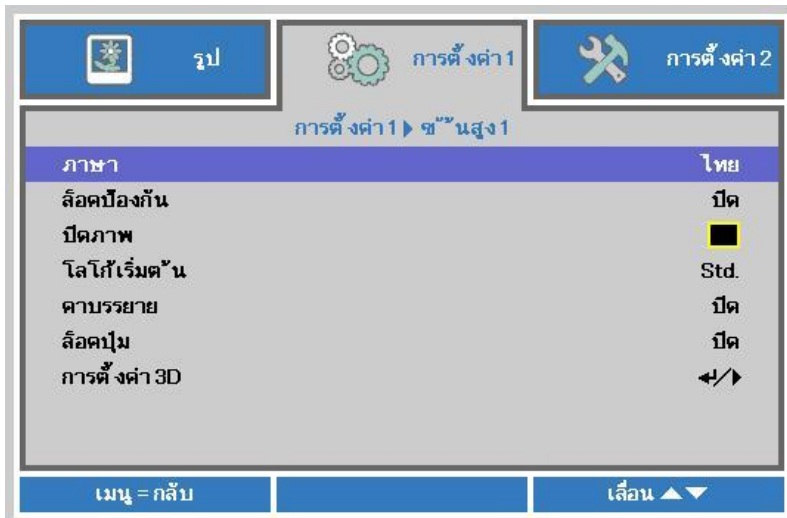 รูป
การตั้งค่า 1
การตั้งค่า 2
การตั้งค่า 1 ▶ ขั้นสูง 1
ภาษา ไทย
ล็อคป้องกัน ปิด
ปิดภาพ
โลโก้เริ่มต้น Std.
คาบรรยาย ปิด
ล็อคปุ่ม ปิด
การตั้งค่า 3D ↵/▶
เมนู = กลับ
เลื่อน ▲▼